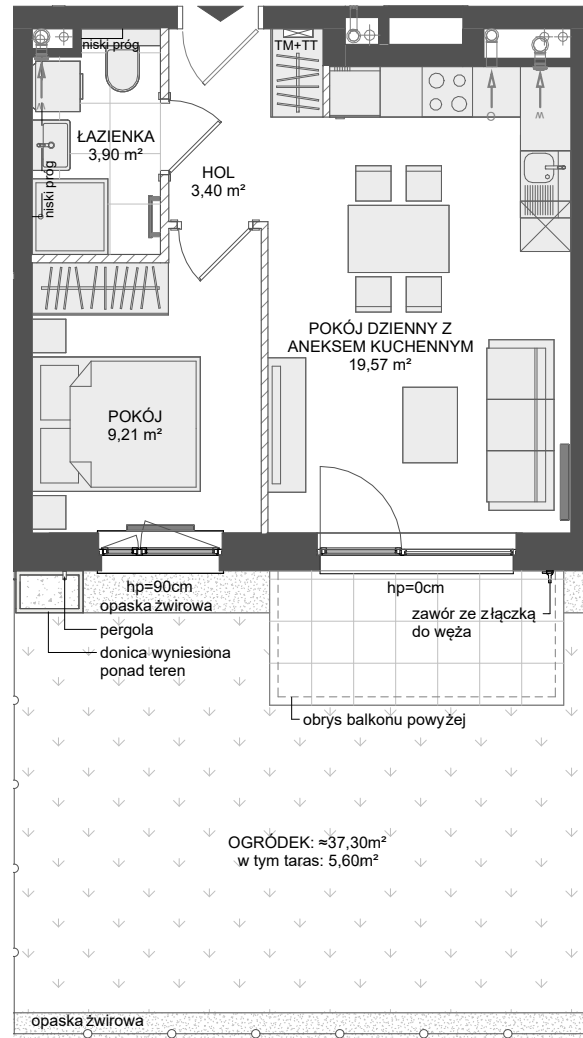 niski próg
TM+TT
ŁAZIENKA
3,90 m²
niski próg
HOL
3,40 m²
POKÓJ DZIENNY Z
ANEKSEM KUCHENNYM
19,57 m²
POKÓJ
9,21 m²
hp=90cm
hp=0cm
opaska żwirowa
pergola
donica wyniesiona
ponad teren
zawór ze złączką
do węża
obrys balkonu powyżej
OGRÓDEK: ≈37,30m²
w tym taras: 5,60m²
opaska żwirowa